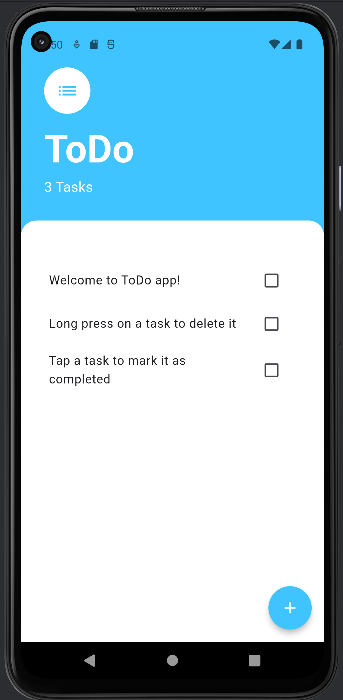 50
ToDo
3 Tasks
Welcome to ToDo app!
Long press on a task to delete it
Tap a task to mark it as
completed